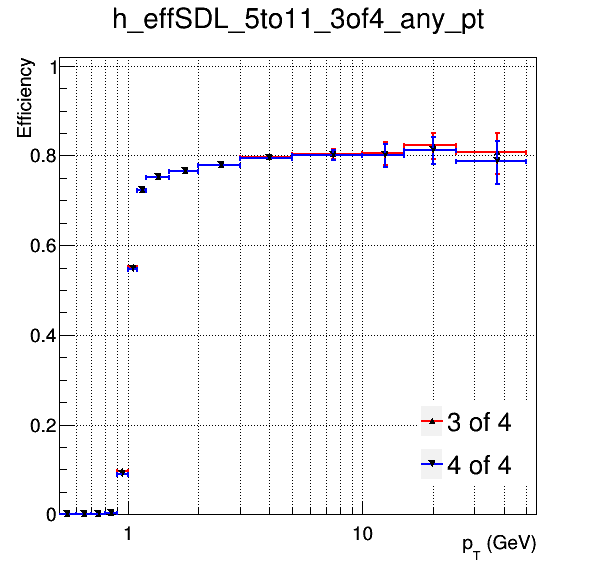 h_effSDL_5to11_3of4_any_pt
Efficiency
1
0.8
0.6
0.4
0.2
0
3 of 4
4 of 4
1
10
p_T (GeV)